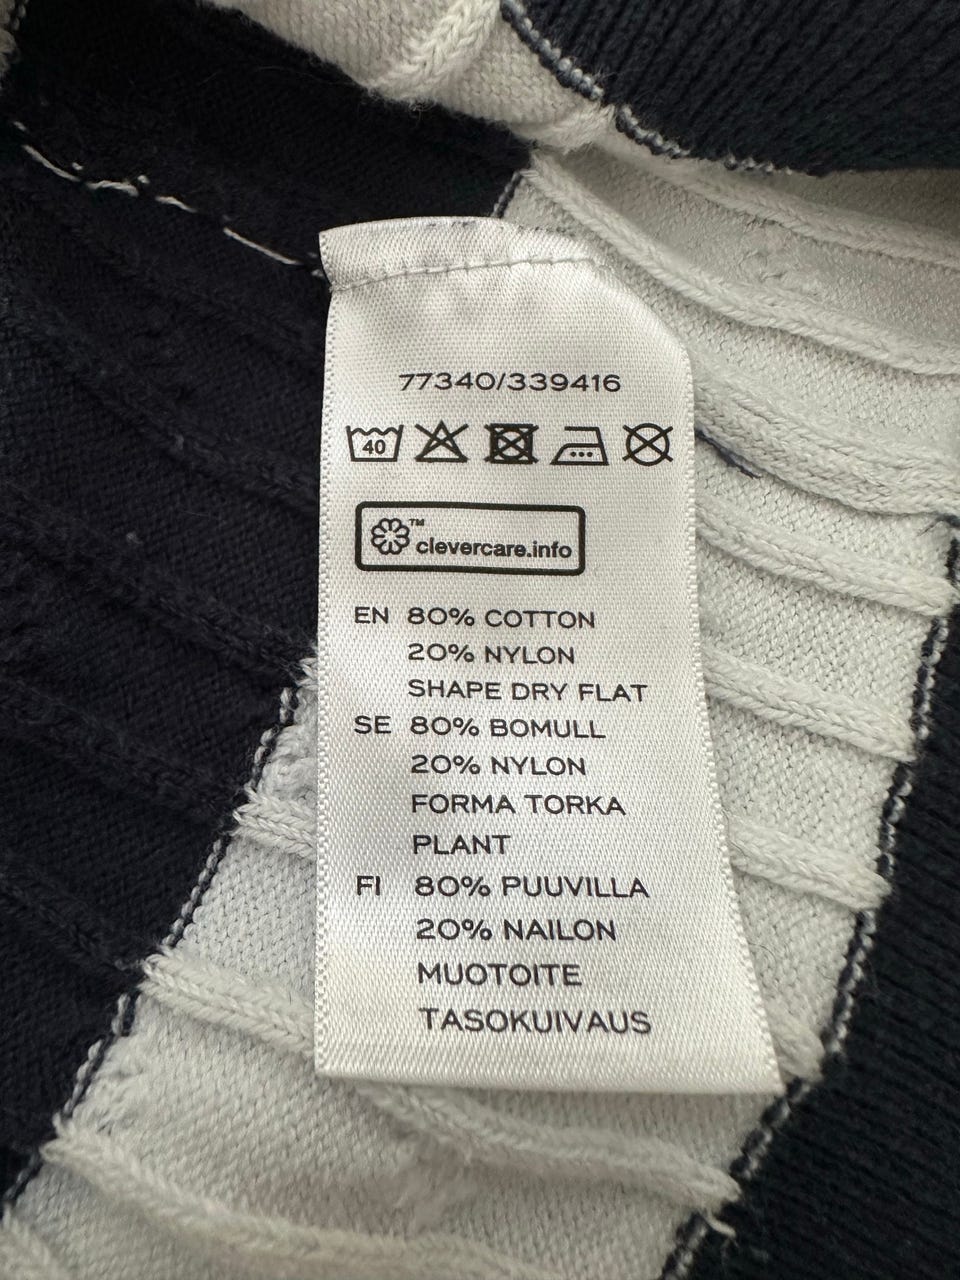 77340/339416
40
™
clevercare.info
EN 80% COTTON
20% NYLON
SHAPE DRY FLAT
SE 80% BOMULL
20% NYLON
FORMA TORKA
PLANT
FI 80% PUUVILLA
20% NAILON
MUOTOITE
TASOKUIVAUS